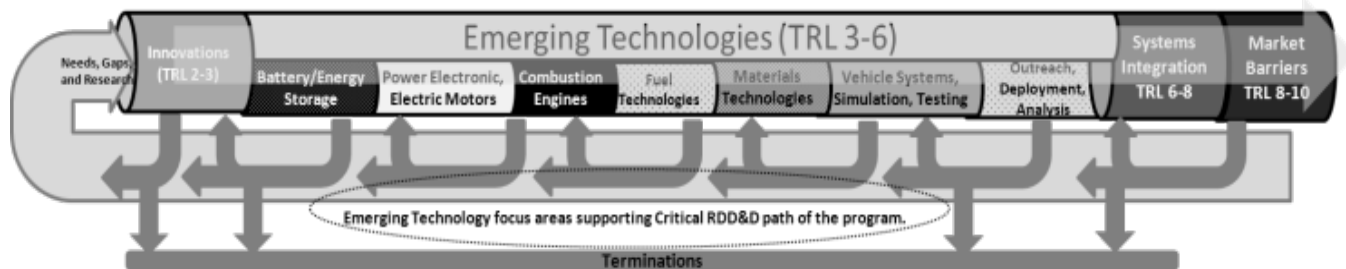 Needs, Gaps,
and Research
Innovations
(TRL 2-3)
Emerging Technologies (TRL 3-6)
Battery/Energy
Storage
Power Electronic,
Electric Motors
Combustion
Engines
Fuel
Technologies
Materials
Technologies
Vehicle Systems,
Simulation, Testing
Outreach,
Deployment,
Analysis
Systems
Integration
TRL 6-8
Market
Barriers
TRL 8-10
Emerging Technology focus areas supporting Critical RDD&D path of the program.
Terminations